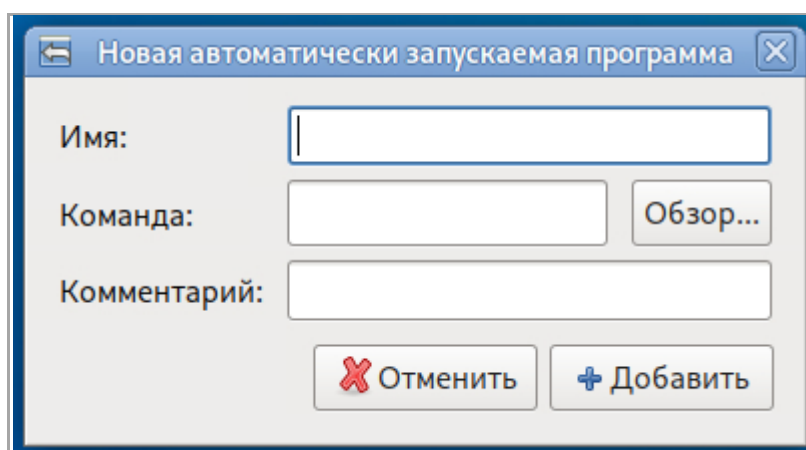 Новая автоматически запускаемая программа
Имя:
Команда: Обзор...
Комментарий:
Отменить Добавить